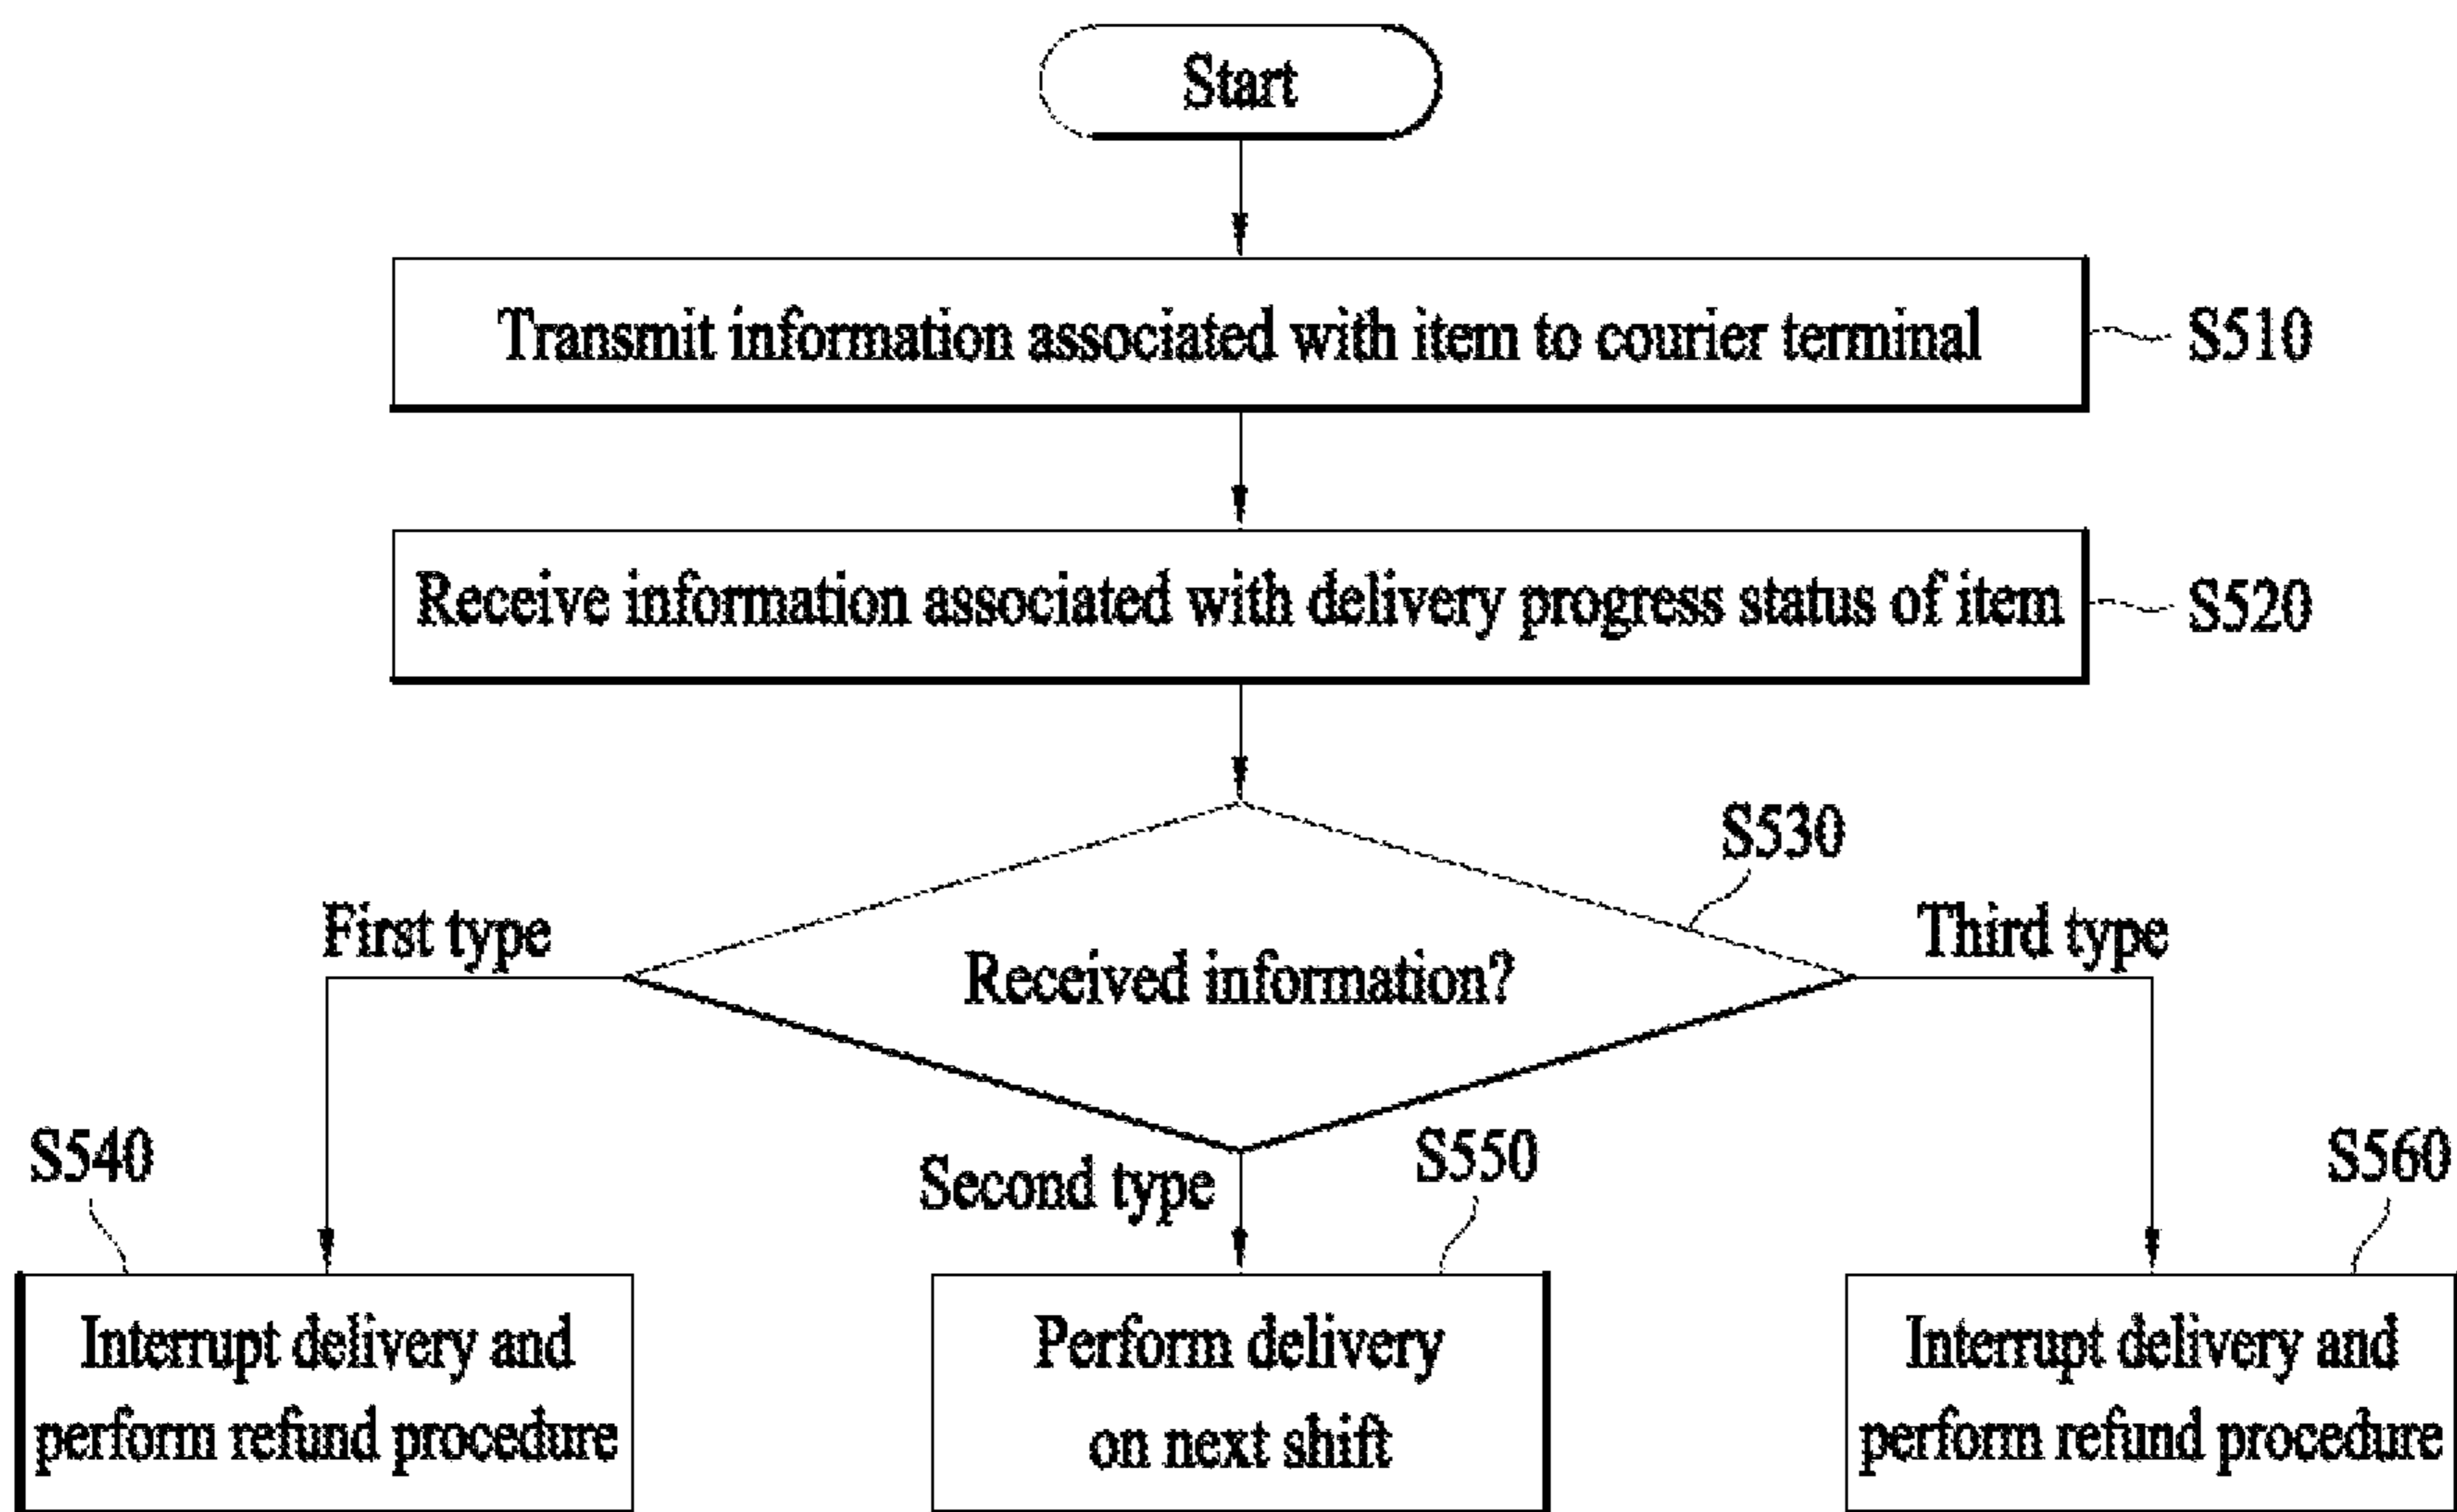 Start
Transmit information associated with item to courier terminal
S510
Receive information associated with delivery progress status of item
S520
S530
First type
Third type
Received information?
S540
Second type
S550
S560
Interrupt delivery and
perform refund procedure
Perform delivery
on next shift
Interrupt delivery and
perform refund procedure